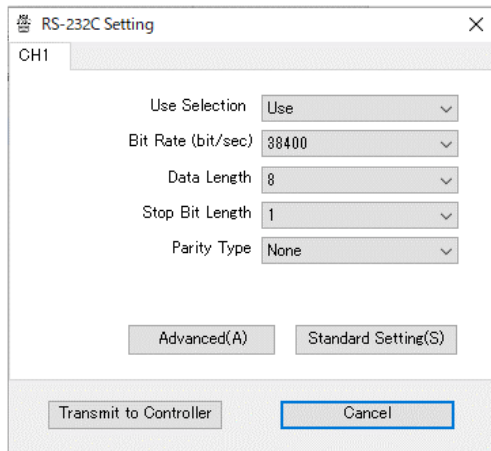 RS-232C Setting
CH1
Use Selection Use
Bit Rate (bit/sec) 38400
Data Length 8
Stop Bit Length 1
Parity Type None
Advanced(A) Standard Setting(S)
Transmit to Controller Cancel